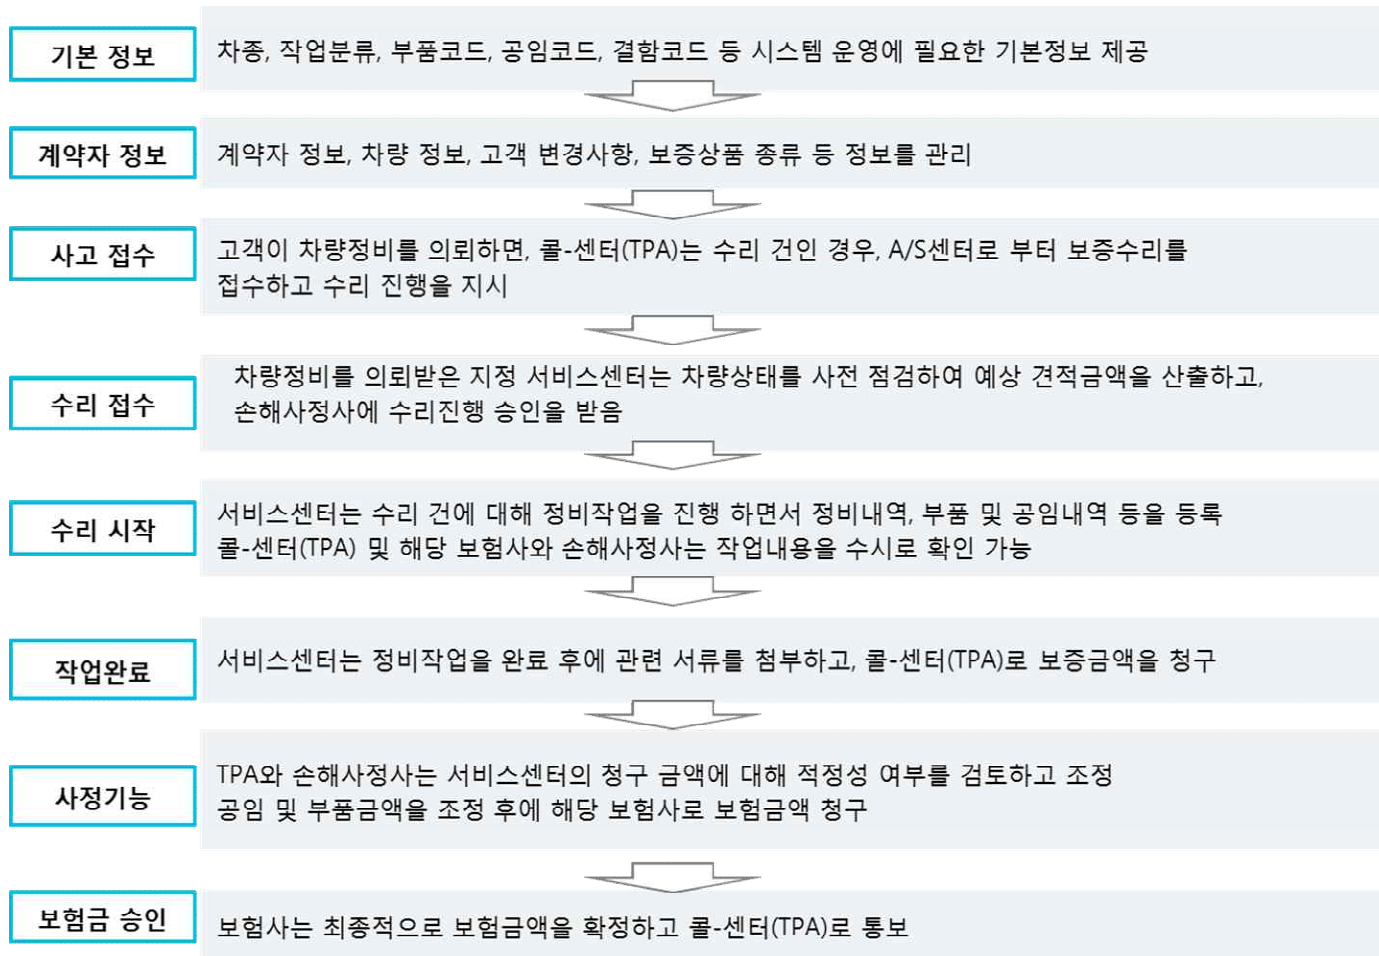 기본 정보
차종, 작업분류, 부품코드, 공임코드, 결함코드 등 시스템 운영에 필요한 기본정보 제공
계약자 정보
계약자 정보, 차량 정보, 고객 변경사항, 보증상품 종류 등 정보를 관리
사고 접수
고객이 차량정비를 의뢰하면, 콜-센터(TPA)는 수리 건인 경우, A/S센터로 부터 보증수리를
접수하고 수리 진행을 지시
수리 접수
차량정비를 의뢰받은 지정 서비스센터는 차량상태를 사전 점검하여 예상 견적금액을 산출하고,
손해사정사에 수리진행 승인을 받음
수리 시작
서비스센터는 수리 건에 대해 정비작업을 진행 하면서 정비내역, 부품 및 공임내역 등을 등록
콜-센터(TPA) 및 해당 보험사와 손해사정사는 작업내용을 수시로 확인 가능
작업완료
서비스센터는 정비작업을 완료 후에 관련 서류를 첨부하고, 콜-센터(TPA)로 보증금액을 청구
사정기능
TPA와 손해사정사는 서비스센터의 청구 금액에 대해 적정성 여부를 검토하고 조정
공임 및 부품금액을 조정 후에 해당 보험사로 보험금액 청구
보험금 승인
보험사는 최종적으로 보험금액을 확정하고 콜-센터(TPA)로 통보